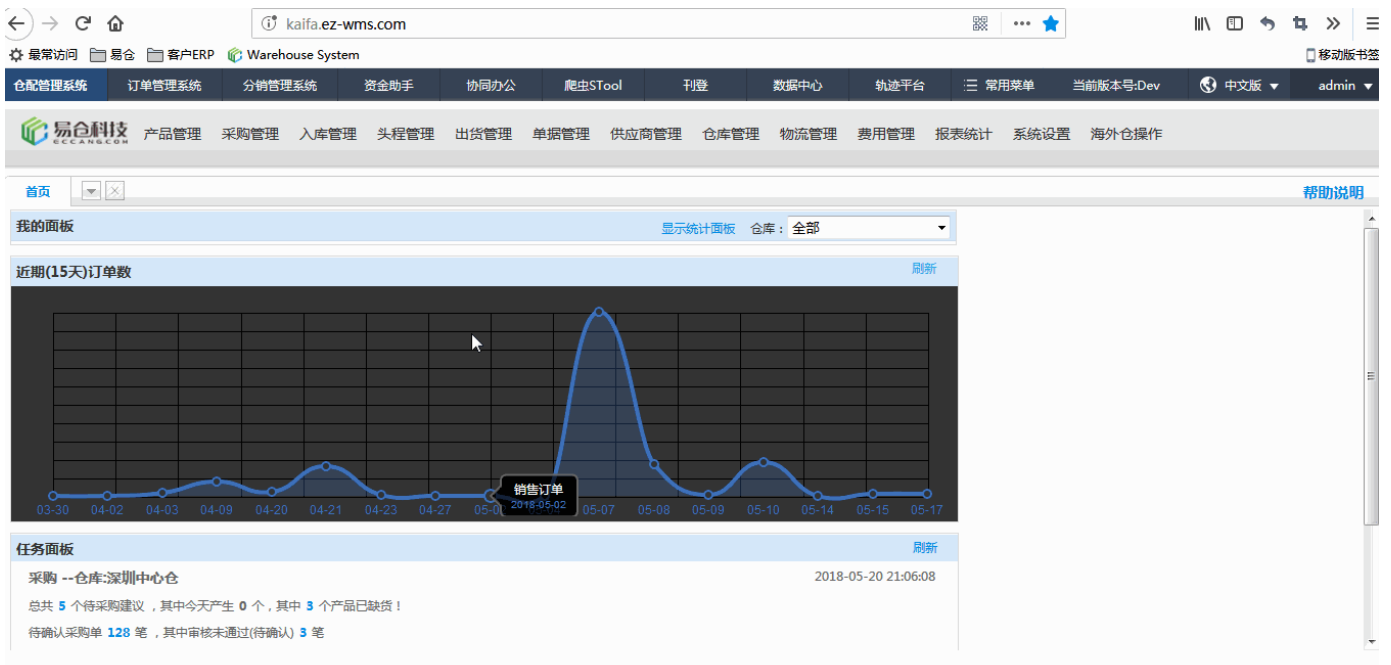 kaifa.ez-wms.com
最常访问 易仓 客户ERP Warehouse System 移动版书签
仓配管理系统 订单管理系统 分销管理系统 资金助手 协同办公 爬虫STool 刊登 数据中心 轨迹平台 常用菜单 当前版本号:Dev 中文版 admin
易仓科技 ECCANG.COM 产品管理 采购管理 入库管理 头程管理 出货管理 单据管理 供应商管理 仓库管理 物流管理 费用管理 报表统计 系统设置 海外仓操作
首页 帮助说明
我的面板 显示统计面板 仓库： 全部
近期(15天)订单数 刷新
销售订单
2018-05-02
03-30 04-02 04-03 04-09 04-20 04-21 04-23 04-27 05-07 05-08 05-09 05-10 05-14 05-15 05-17
任务面板 刷新
采购 --仓库:深圳中心仓 2018-05-20 21:06:08
总共 5 个待采购建议 ，其中今天产生 0 个，其中 3 个产品已缺货！
待确认采购单 128 笔 ，其中审核未通过(待确认) 3 笔